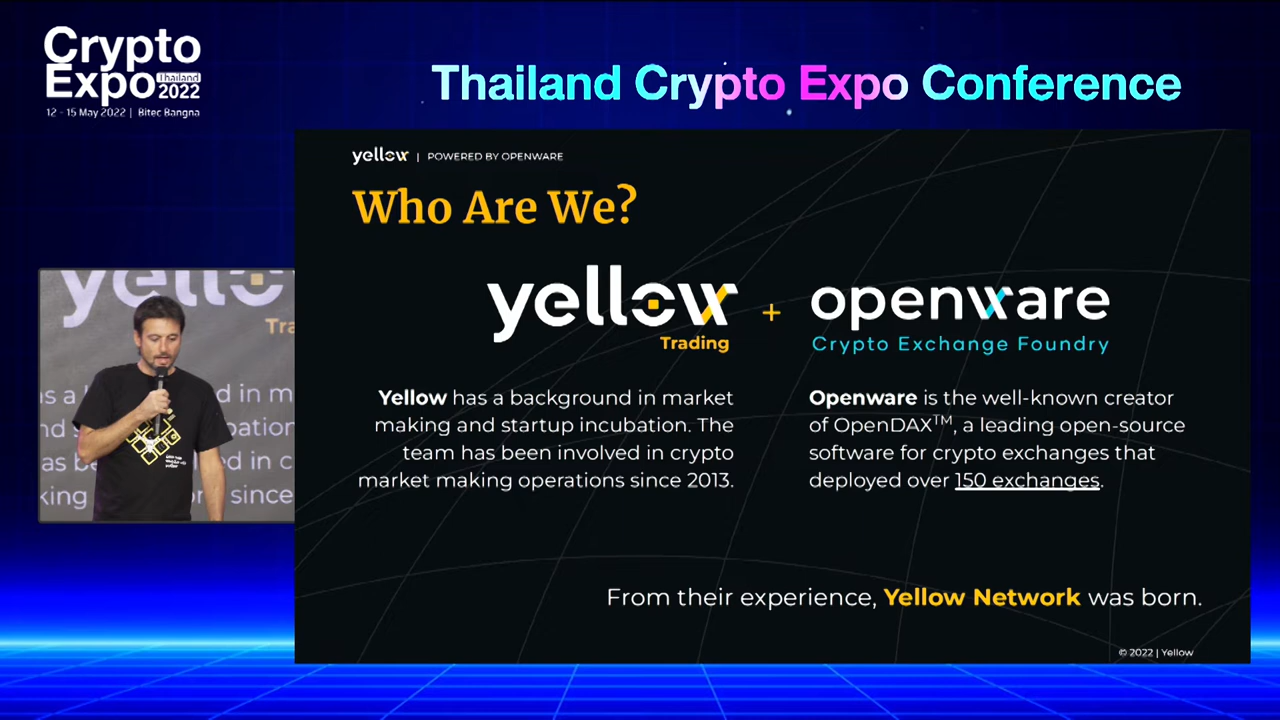 Crypto
Expo Thailand 2022
12 - 15 May 2022 | Bitec Bangna
Thailand Crypto Expo Conference
yellow | POWERED BY OPENWARE
Who Are We?
yellow + openware
Trading
Crypto Exchange Foundry
Yellow has a background in market
making and startup incubation. The
team has been involved in crypto
market making operations since 2013.
Openware is the well-known creator
of OpenDAX™, a leading open-source
software for crypto exchanges that
deployed over 150 exchanges.
From their experience, Yellow Network was born.
© 2022 | Yellow
yellow
d in m
king
since